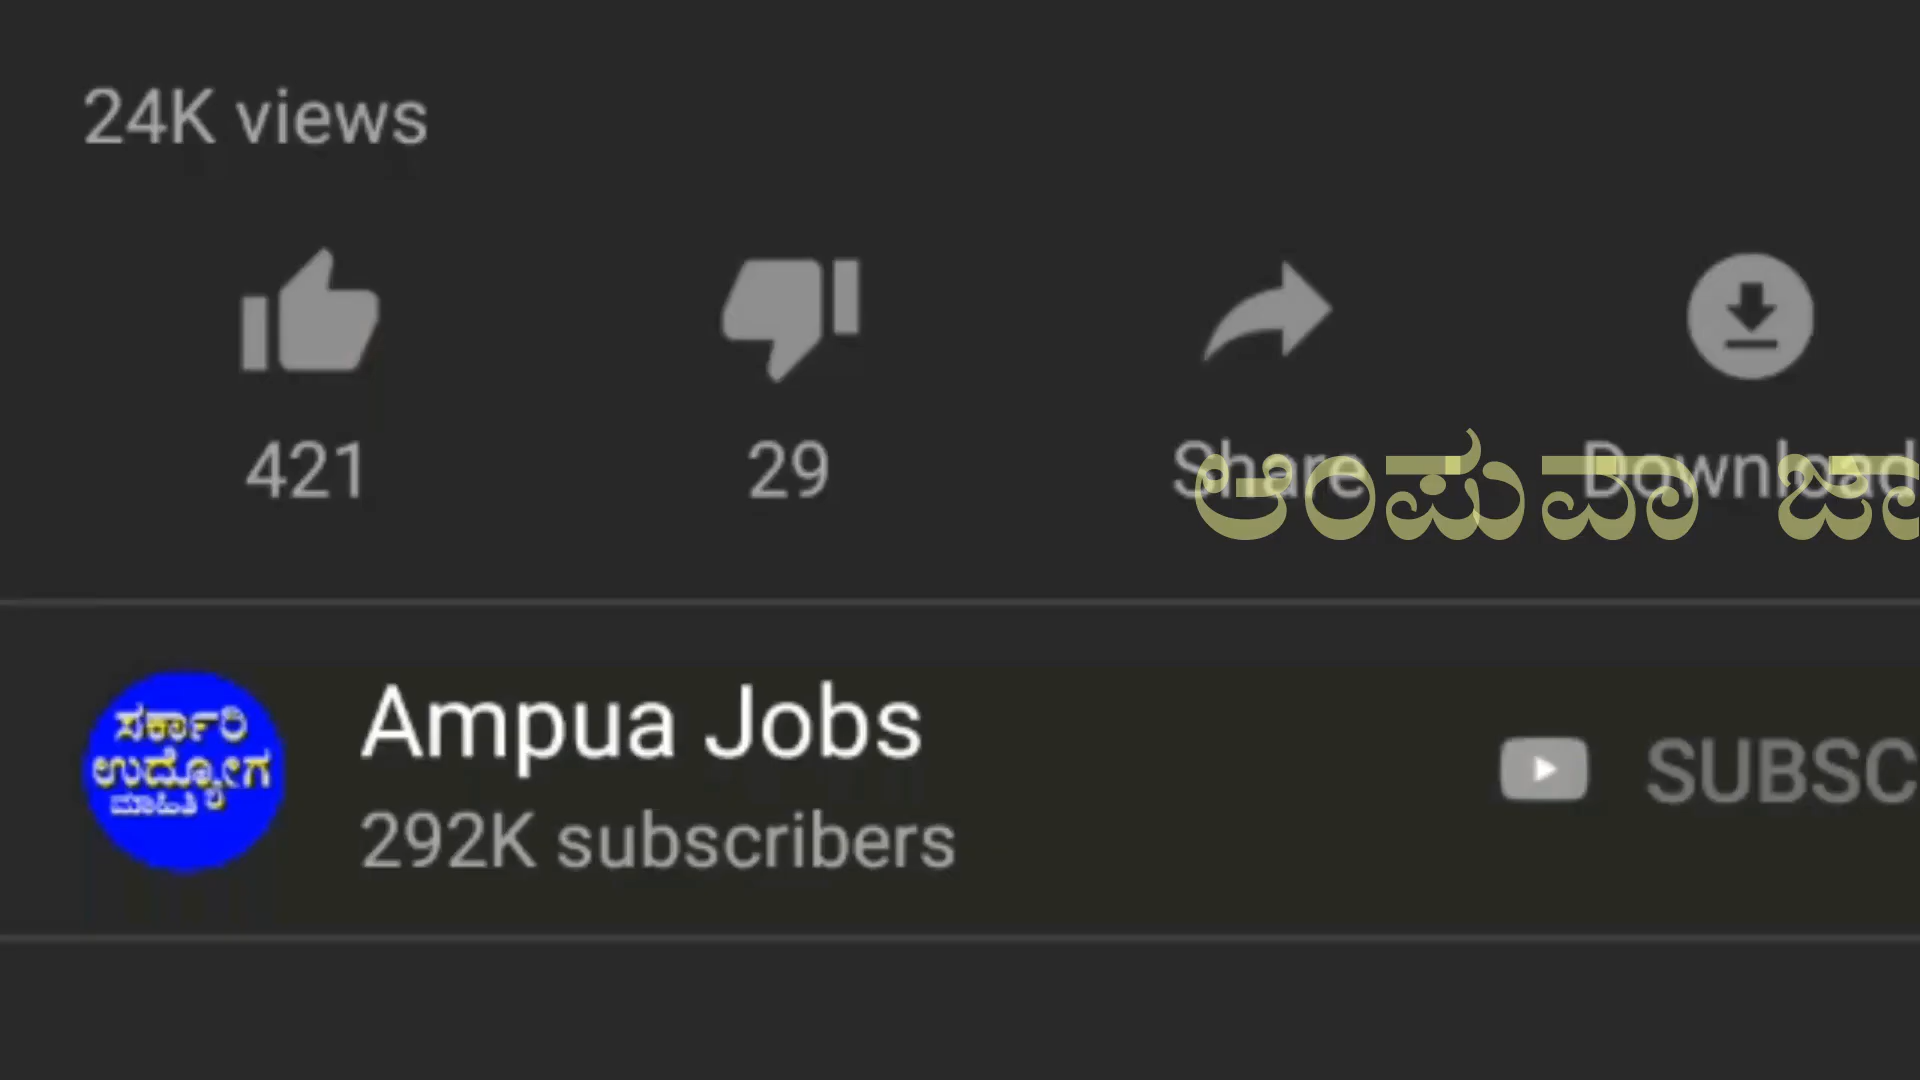 24K views
421
29
Share
Download
ಆಂಪುವಾ ಜಾ
Ampua Jobs
292K subscribers
SUBSC
ಸರ್ಕಾರಿ
ಉದ್ಯೋಗ
ಮಾಹಿತಿ